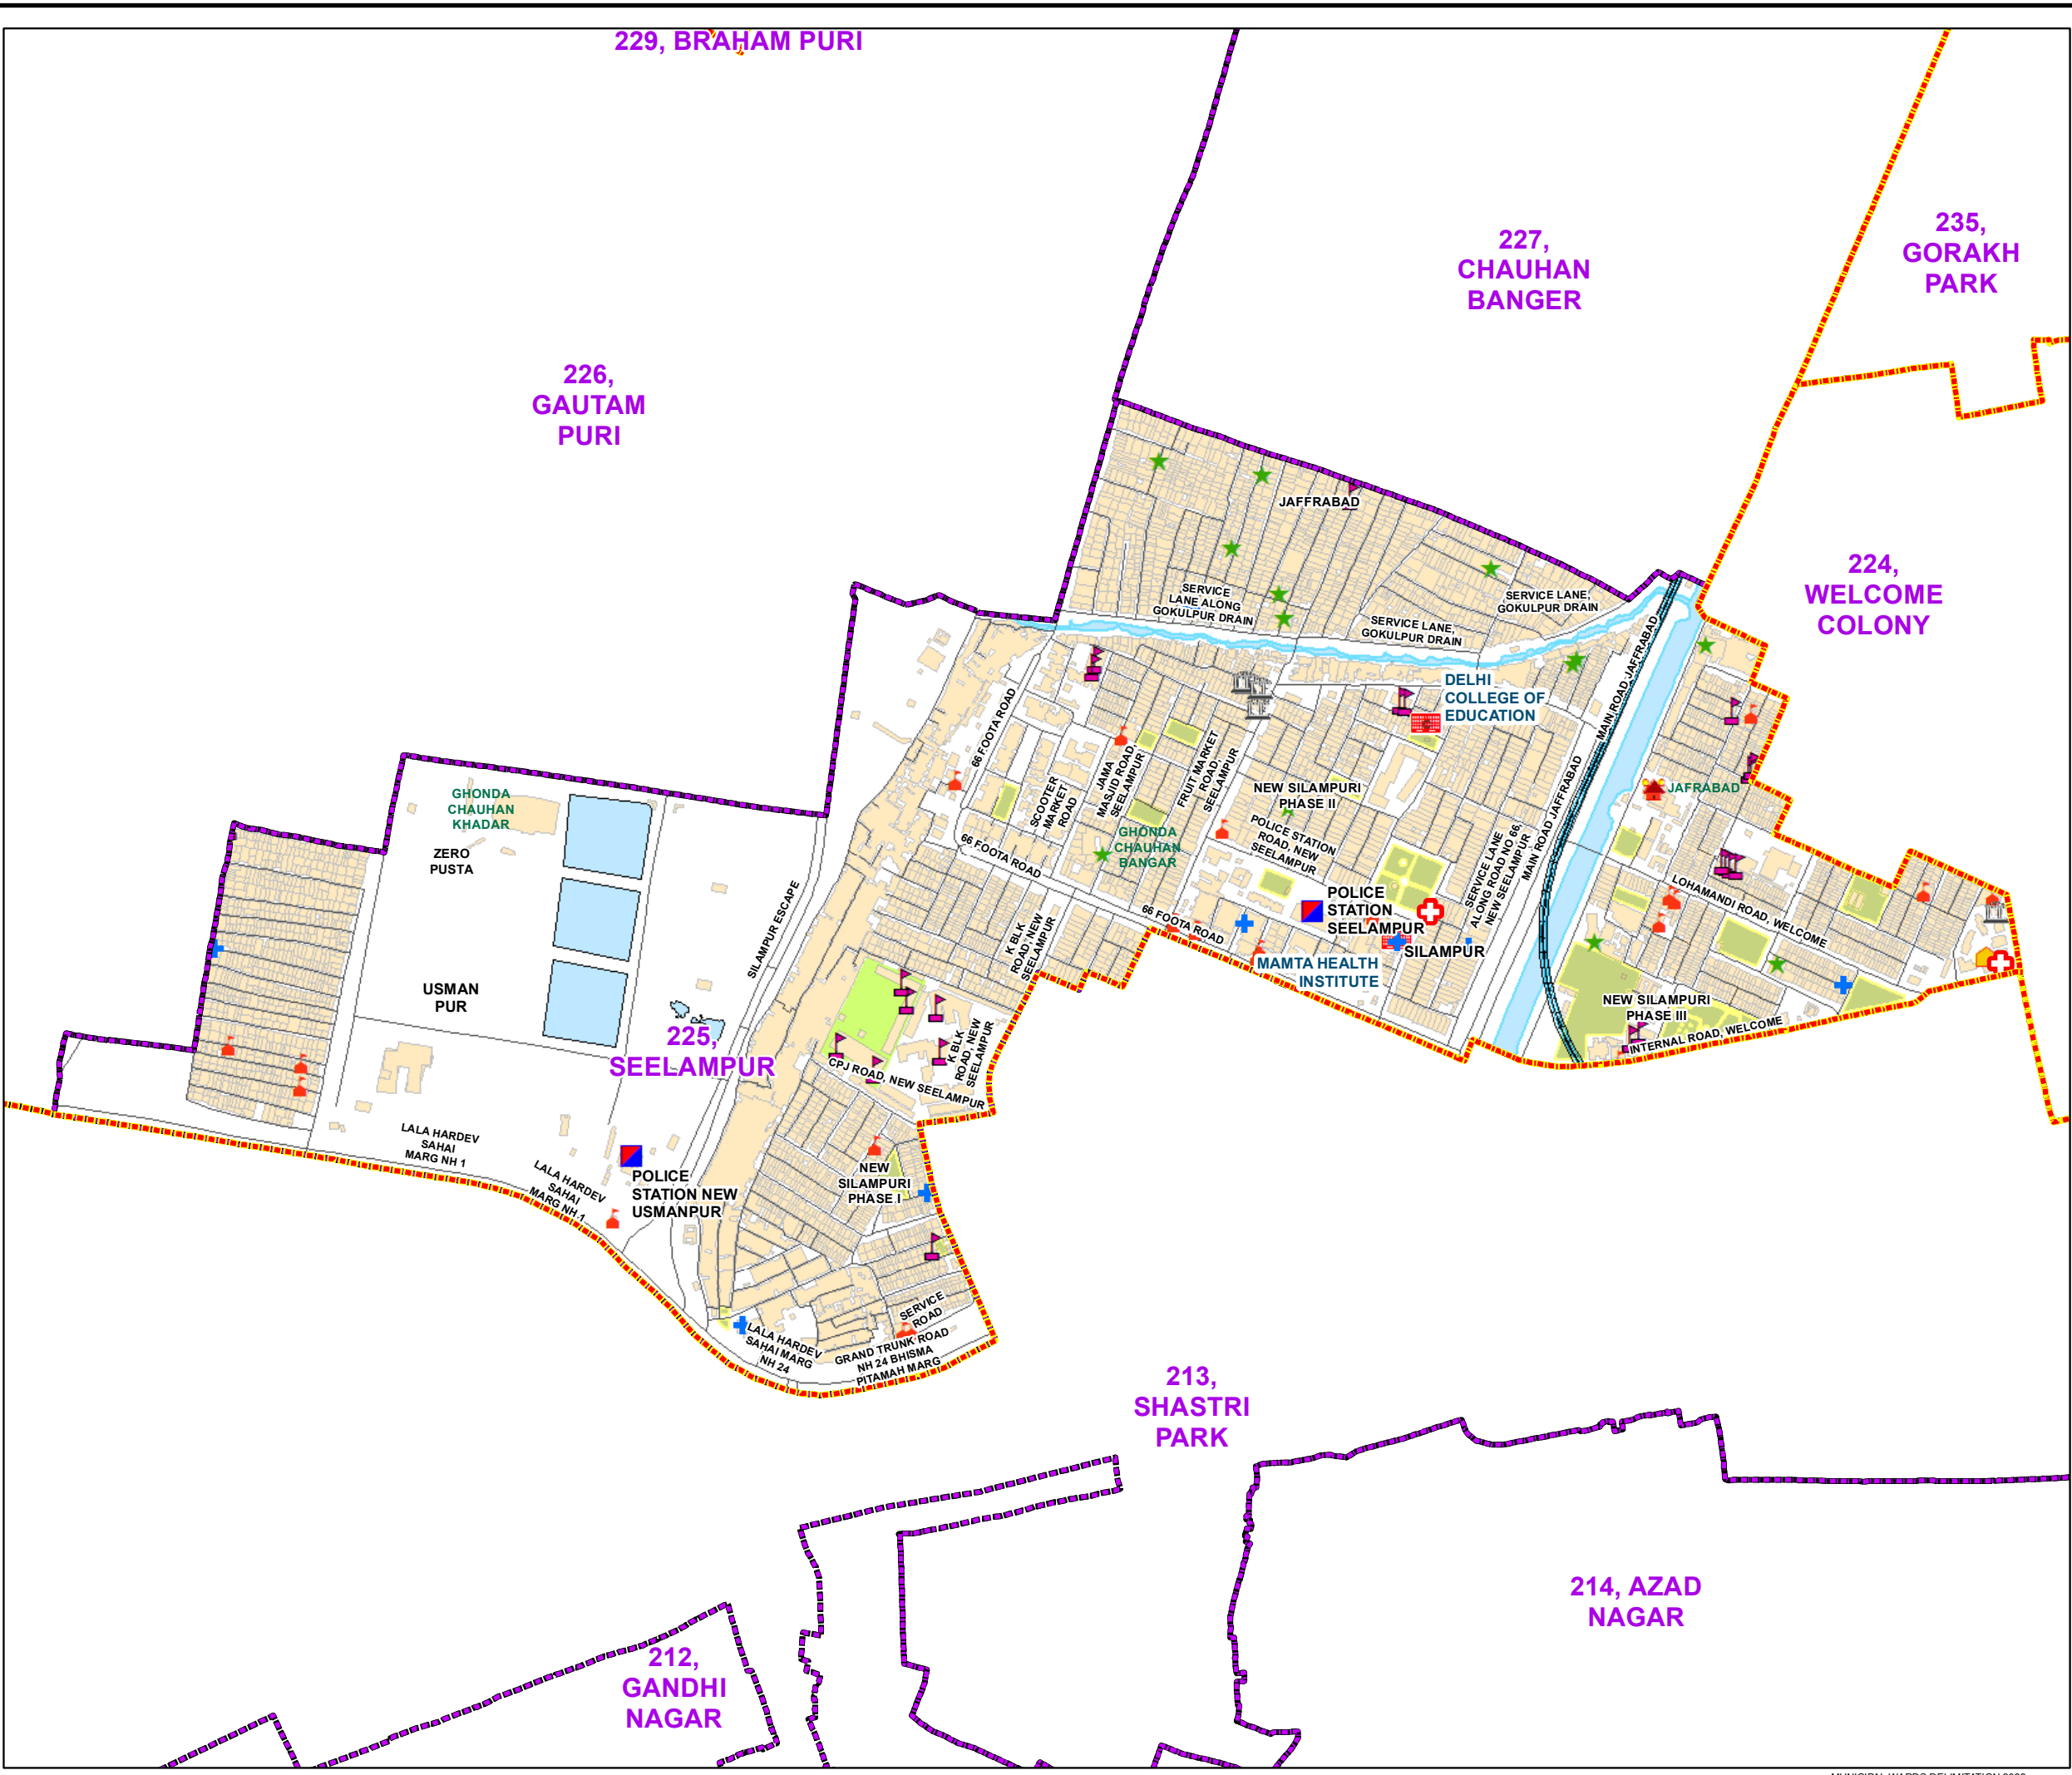 229, BRAHAM PURI
235,
GORAKH
PARK
227,
CHAUHAN
BANGER
226,
GAUTAM
PURI
224,
WELCOME
COLONY
JAFFRABAD
SERVICE
LANE ALONG
GOKULPUR DRAIN
SERVICE LANE,
GOKULPUR DRAIN
SERVICE LANE,
GOKULPUR DRAIN
MAIN ROAD JAFFRABAD
DELHI
COLLEGE OF
EDUCATION
66 FOOTA ROAD
SCOOTER
MARKET
ROAD
JAMA
MASJID ROAD,
SEELAMPUR
FRUIT MARKET
ROAD,
SEELAMPUR
NEW SILAMPURI
PHASE II
MAIN ROAD JAFFRABAD
JAFRABAD
GHONDA
CHAUHAN
KHADAR
ZERO
PUSTA
GHONDA
CHAUHAN
BANGAR
POLICE STATION
ROAD, NEW
SEELAMPUR
66 FOOTA ROAD
SERVICE LANE
ALONG ROAD NO 66,
NEW SEELAMPUR
LOHAMANDI ROAD, WELCOME
POLICE
STATION
SEELAMPUR
66 FOOTA ROAD
K BLK
ROAD, NEW
SEELAMPUR
SILAMPUR ESCAPE
SILAMPUR
MAMTA HEALTH
INSTITUTE
USMAN
PUR
NEW SILAMPURI
PHASE III
INTERNAL ROAD, WELCOME
225,
SEELAMPUR
K BLK
ROAD, NEW
SEELAMPUR
CPJ ROAD, NEW SEELAMPUR
LALA HARDEV
SAHAI
MARG NH 1
LALA HARDEV
SAHAI
MARG NH 1
POLICE
STATION NEW
USMANPUR
NEW
SILAMPURI
PHASE I
SERVICE
ROAD
LALA HARDEV
SAHAI MARG
NH 24
GRAND TRUNK ROAD
NH 24 BHISMA
PITAMAH MARG
213,
SHASTRI
PARK
214, AZAD
NAGAR
212,
GANDHI
NAGAR